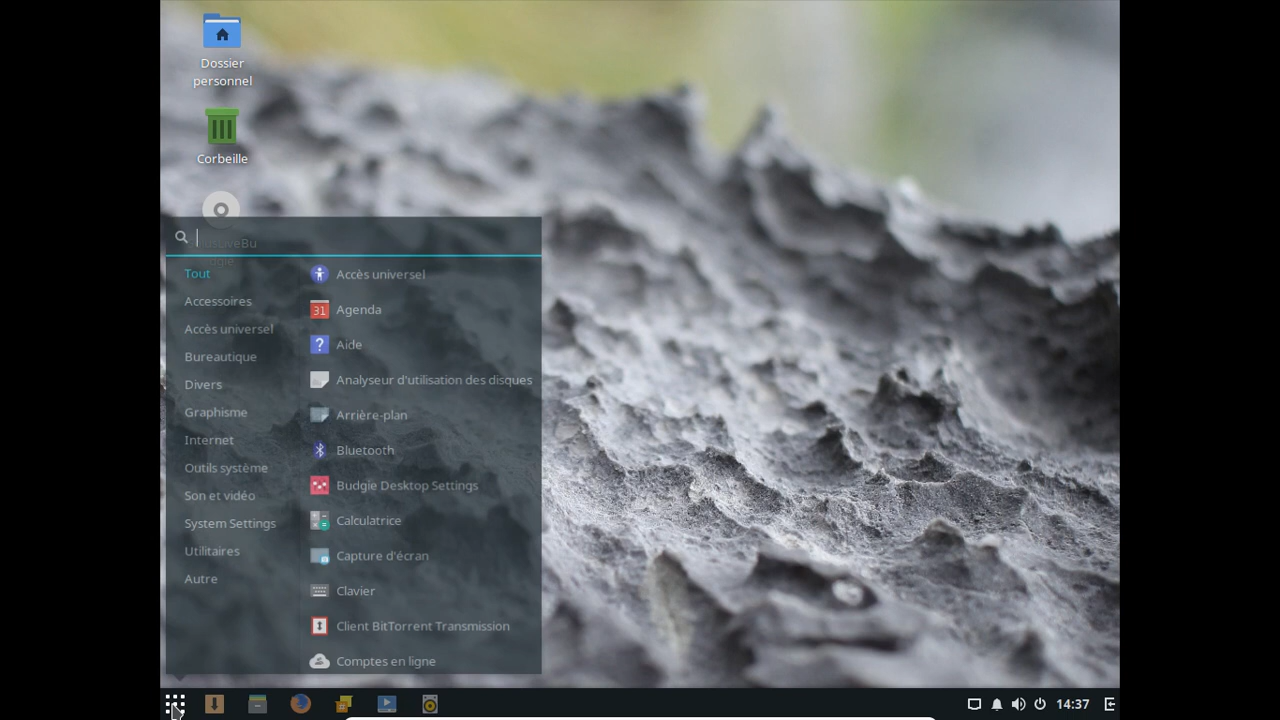 Dossier
personnel
Corbeille
Tout
Accessoires
Accès universel
Bureautique
Divers
Graphisme
Internet
Outils système
Son et vidéo
System Settings
Utilitaires
Autre
Accès universel
31
Agenda
Aide
Analyseur d'utilisation des disques
Arrière-plan
Bluetooth
Budgie Desktop Settings
Calculatrice
Capture d'écran
Clavier
Client BitTorrent Transmission
Comptes en ligne
14:37